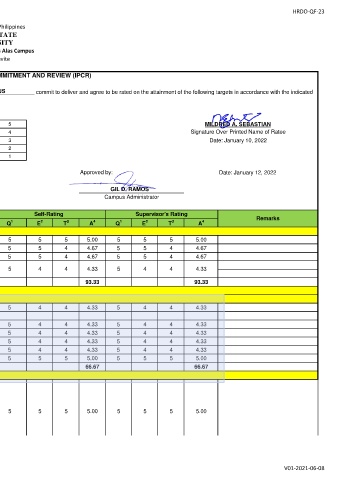 HRDO-QF-23
Philippines
TATE
SITY
Alas Campus
vite
MMITMENT AND REVIEW (IPCR)
US commit to deliver and agree to be rated on the attainment of the following targets in accordance with the indicated
MILDRED A. SEBASTIAN
5 Signature Over Printed Name of Ratee
4 Date: January 10, 2022
3
2
1
Approved by: Date: January 12, 2022
GIL D. RAMOS
Campus Administrator
Self-Rating Supervisor's Rating Remarks
Q1 E2 T3 A4 Q1 E2 T3 A4
5 5 5 5.00 5 5 5 5.00
5 5 4 4.67 5 5 4 4.67
5 5 4 4.67 5 5 4 4.67
5 4 4 4.33 5 4 4 4.33
93.33 93.33
5 4 4 4.33 5 4 4 4.33
5 4 4 4.33 5 4 4 4.33
5 4 4 4.33 5 4 4 4.33
5 4 4 4.33 5 4 4 4.33
5 4 4 4.33 5 4 4 4.33
5 5 5 5.00 5 5 5 5.00
66.67 66.67
5 5 5 5.00 5 5 5 5.00
V01-2021-06-08